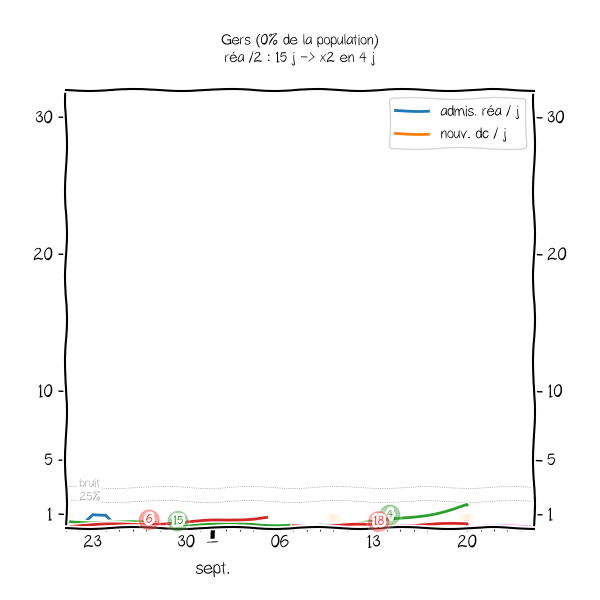 Gers (0% de la population)
réa /2 : 15 j -> x2 en 4 j
admis. réa / j
nouv. dc / j
30 30
20 20
10 10
5 5
bruit
25%
1 1
6 15 18 4
23 30 1 06 13 20
sept.